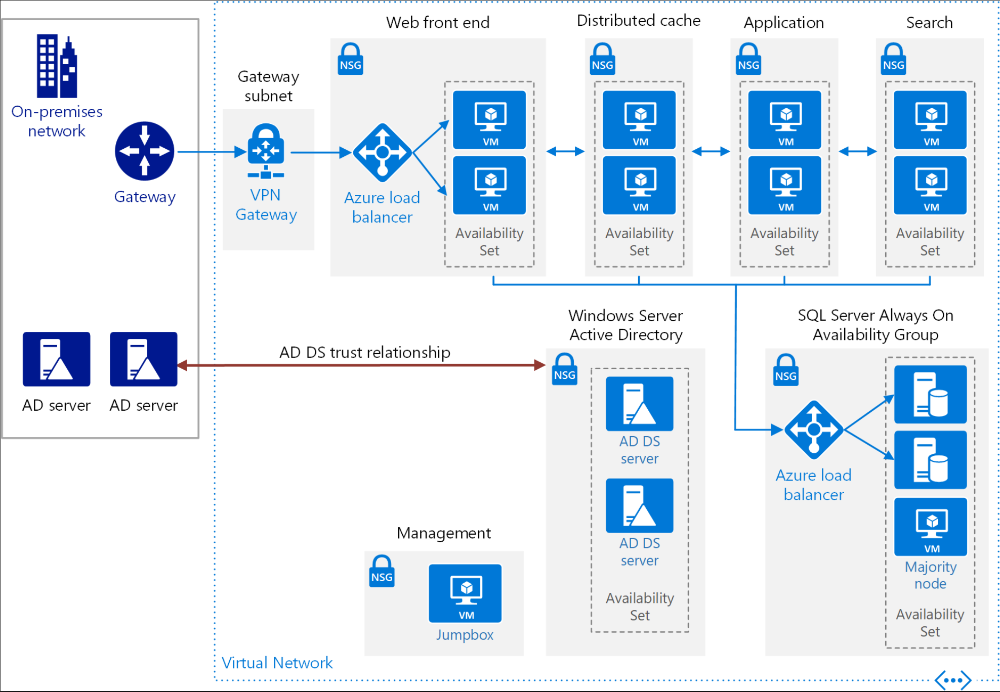 On-premises
network
Gateway
AD server
AD server
Gateway
subnet
VPN
Gateway
Web front end
NSG
Azure load
balancer
VM
VM
Availability
Set
Distributed cache
NSG
VM
VM
Availability
Set
Application
NSG
VM
VM
Availability
Set
Search
NSG
VM
VM
Availability
Set
AD DS trust relationship
Windows Server
Active Directory
NSG
AD DS
server
AD DS
server
Availability
Set
SQL Server Always On
Availability Group
NSG
Azure load
balancer
VM
Majority
node
Availability
Set
Management
NSG
VM
Jumpbox
Virtual Network